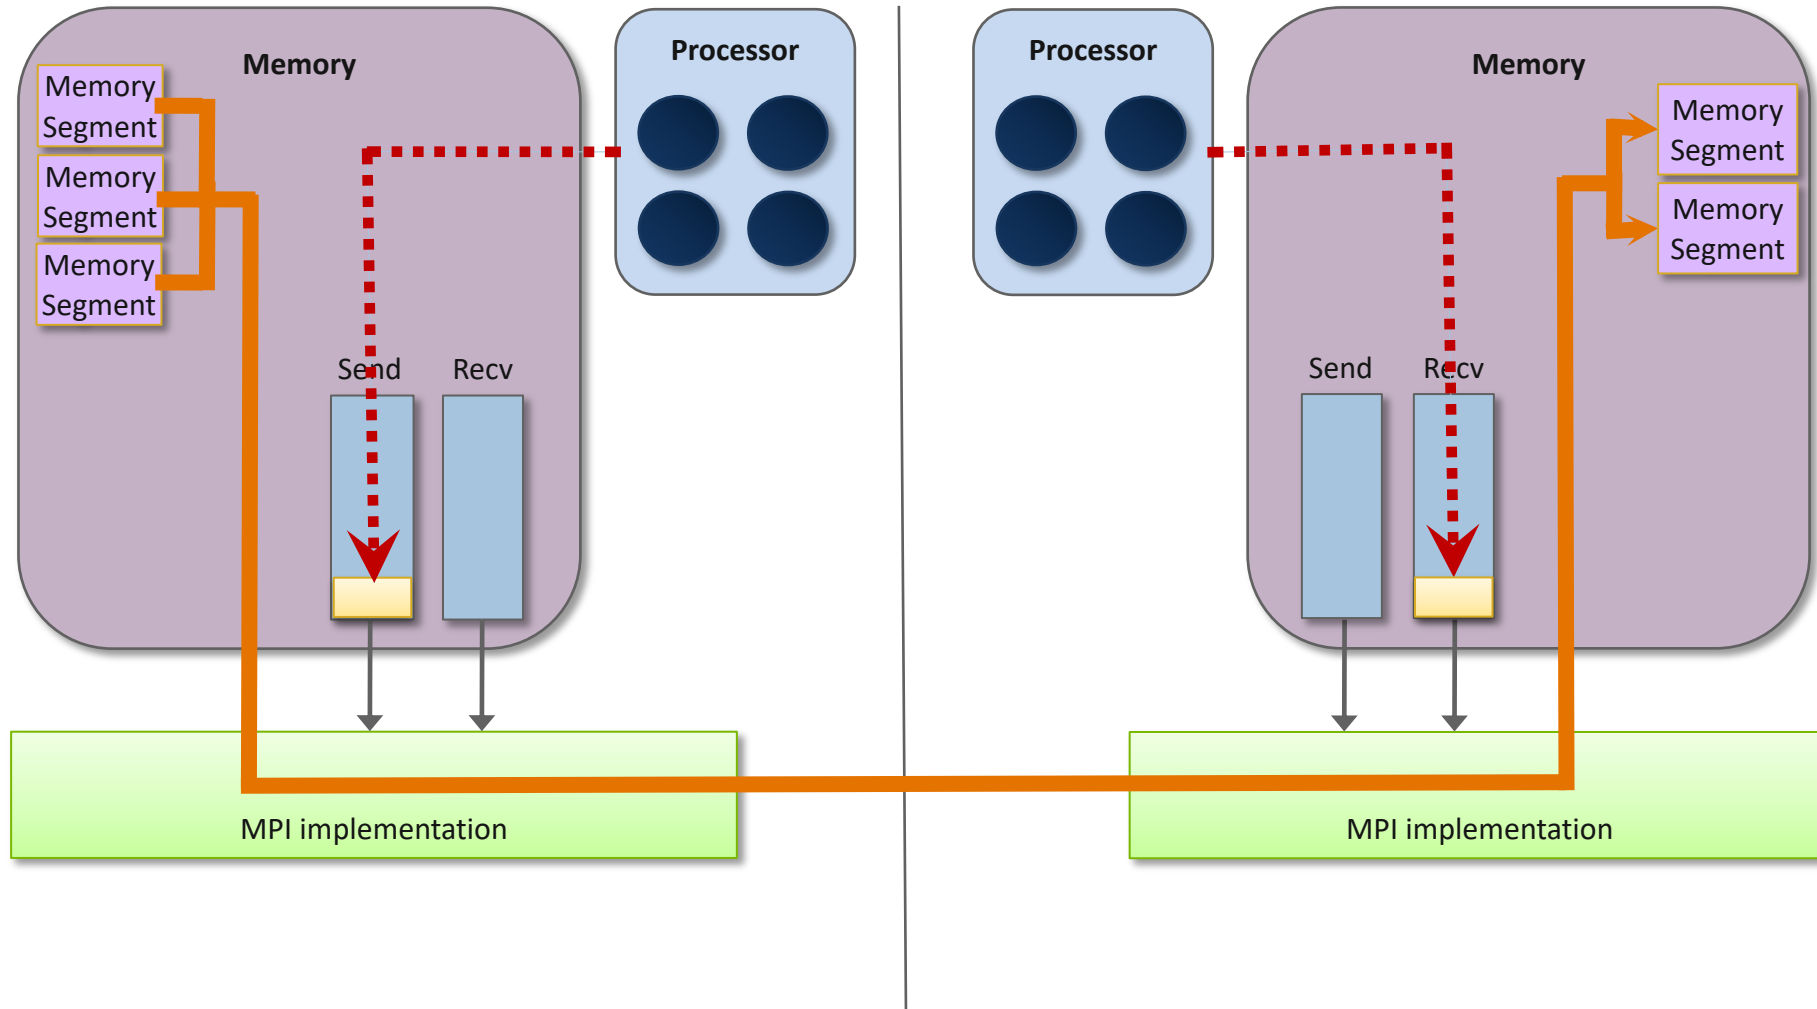 Memory
Processor
Memory
Segment
Memory
Segment
Memory
Segment
Send
Recv
MPI implementation
Processor
Memory
Memory
Segment
Memory
Segment
Send
Recv
MPI implementation